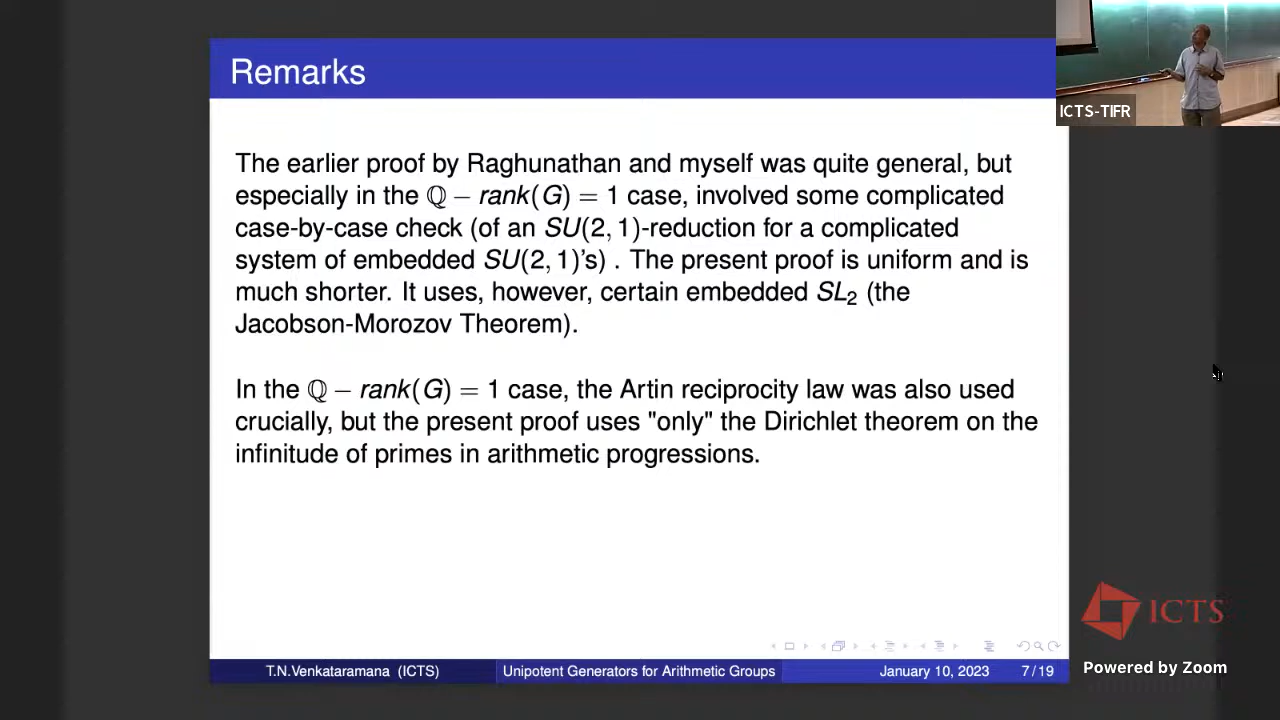 Remarks
ICTS-TIFR
The earlier proof by Raghunathan and myself was quite general, but
especially in the ℚ − rank(G) = 1 case, involved some complicated
case-by-case check (of an SU(2, 1)-reduction for a complicated
system of embedded SU(2, 1)'s) . The present proof is uniform and is
much shorter. It uses, however, certain embedded SL₂ (the
Jacobson-Morozov Theorem).
In the ℚ − rank(G) = 1 case, the Artin reciprocity law was also used
crucially, but the present proof uses "only" the Dirichlet theorem on the
infinitude of primes in arithmetic progressions.
ICTS
Powered by Zoom
T.N.Venkataramana (ICTS) Unipotent Generators for Arithmetic Groups January 10, 2023 7 / 19